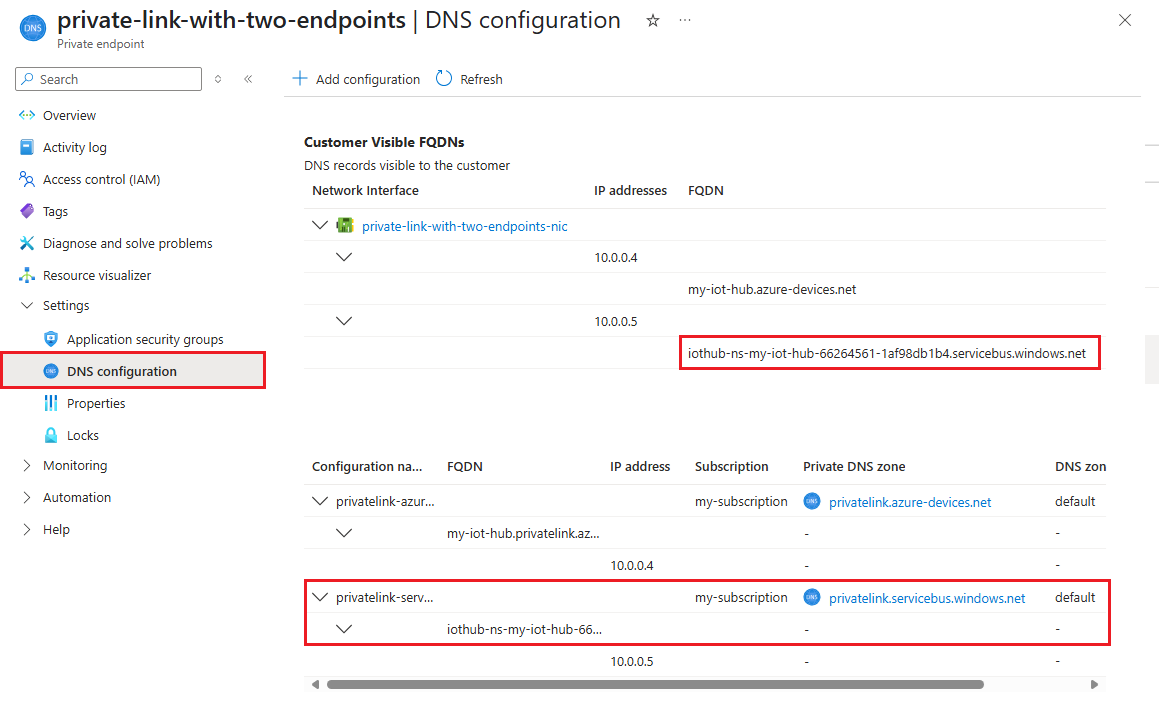 DNS
private-link-with-two-endpoints | DNS configuration
Private endpoint
Search
Overview
Activity log
Access control (IAM)
Tags
Diagnose and solve problems
Resource visualizer
Settings
Application security groups
DNS
DNS configuration
Properties
Locks
Monitoring
Automation
Help
Add configuration Refresh
Customer Visible FQDNs
DNS records visible to the customer
Network Interface IP addresses FQDN
private-link-with-two-endpoints-nic
10.0.0.4
my-iot-hub.azure-devices.net
10.0.0.5
iothub-ns-my-iot-hub-66264561-1af98db1b4.servicebus.windows.net
Configuration na... FQDN IP address Subscription Private DNS zone DNS zon
privatelink-azur... my-subscription DNS privatelink.azure-devices.net default
my-iot-hub.privatelink.az... - -
10.0.0.4 - -
privatelink-serv... my-subscription DNS privatelink.servicebus.windows.net default
iothub-ns-my-iot-hub-66... - -
10.0.0.5 - -